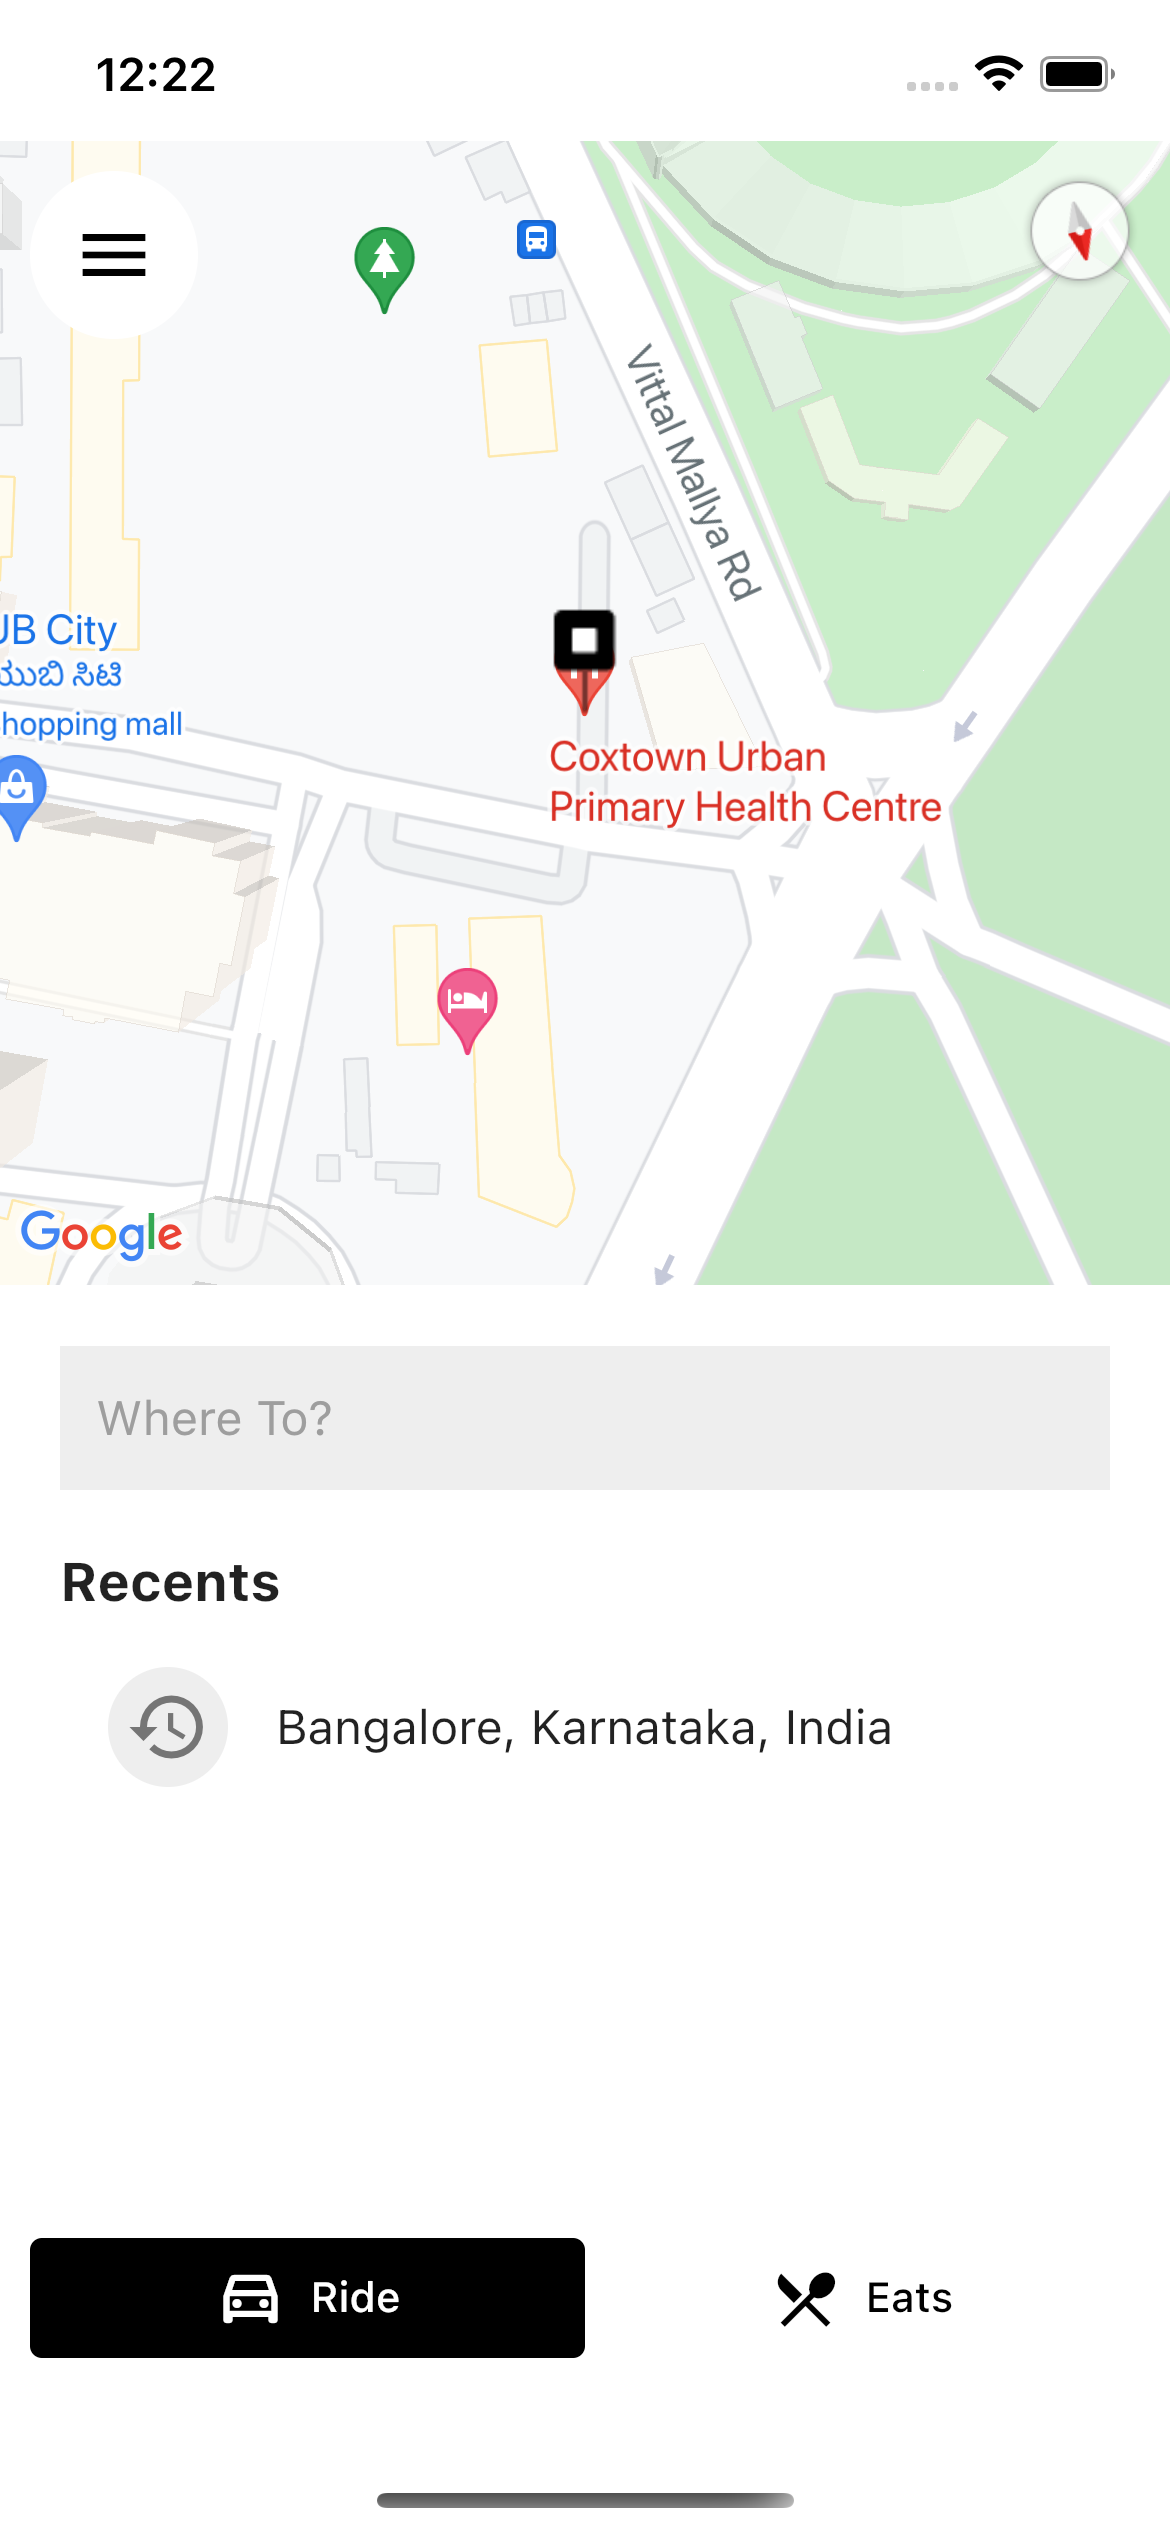 12:22
Vittal Mallya Rd
UB City
ಯುಬಿ ಸಿಟಿ
hopping mall
Coxtown Urban
Primary Health Centre
Google
Where To?
Recents
Bangalore, Karnataka, India
Ride
Eats